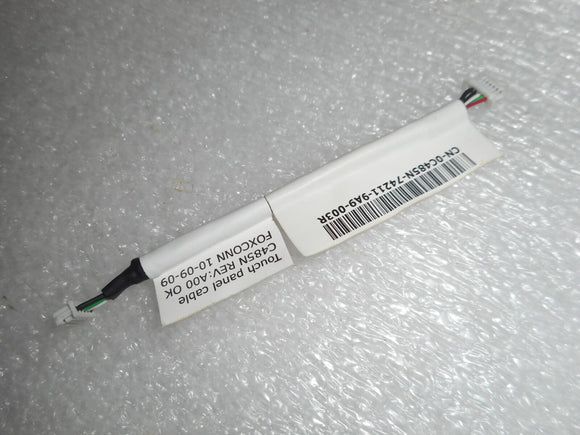 Touch panel cable
C485N REV:A00 OK
FOXCONN 10-09-09
CN-0C485N-74211-9A9-003R